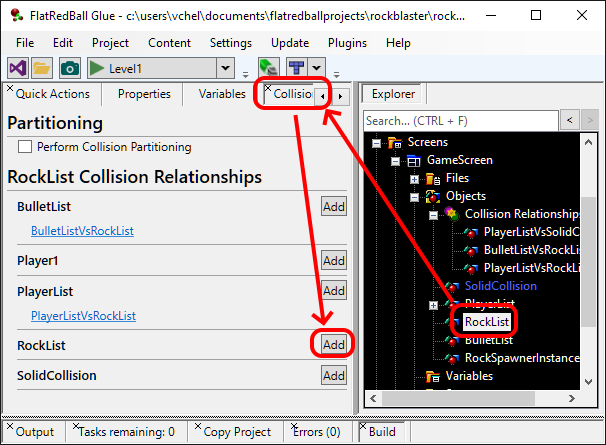 FlatRedBall Glue - c:\users\vchel\documents\flatredballprojects\rockblaster\rock...
File Project Content Settings Update Plugins Help
Level1
Quick Actions Properties Variables Collision
Partitioning
Perform Collision Partitioning
RockList Collision Relationships
BulletList Add
BulletListVsRockList
Player1 Add
PlayerList Add
PlayerListVsRockList
RockList Add
SolidCollision Add
Explorer
Search... (CTRL + F) < >
Screens
GameScreen
Files
Objects
Collision Relationships
PlayerListVsSolidC
BulletListVsRockLi
PlayerListVsRockLi
SolidCollision
PlayerList
RockList
BulletList
RockSpawnerInstance
Variables
Output Tasks remaining: 0 Copy Project Errors (0) Build